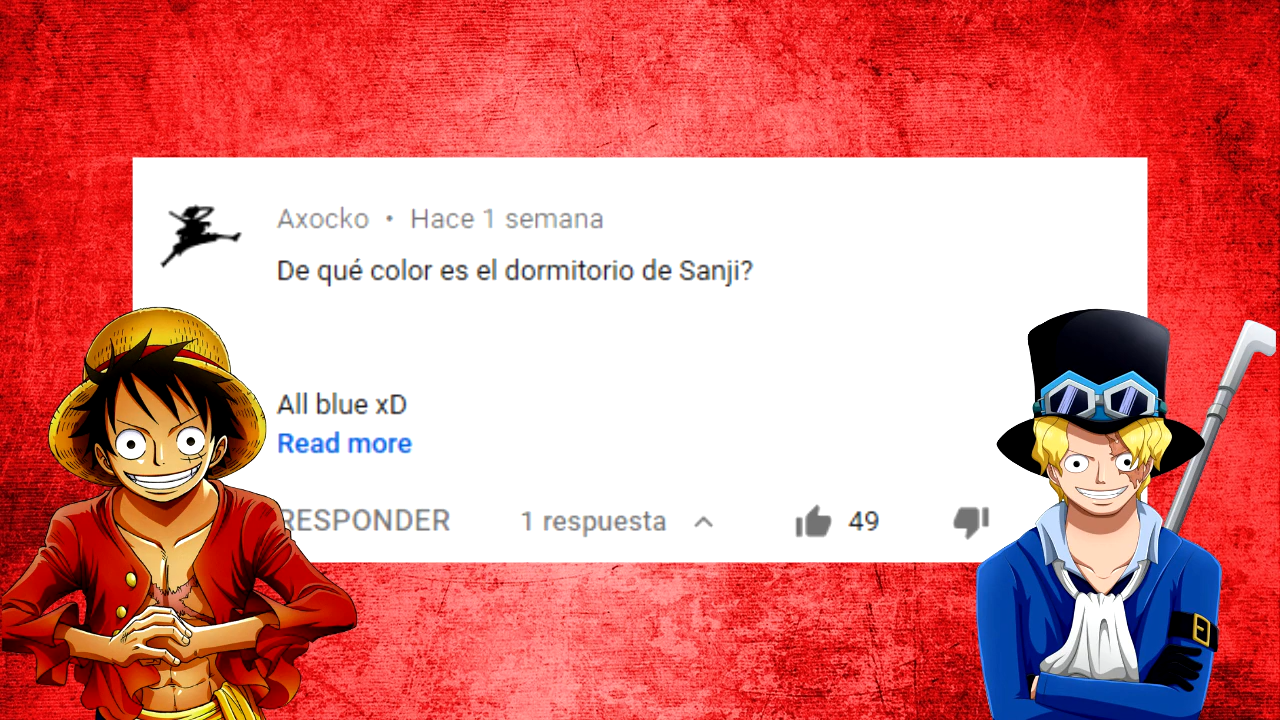 Axocko • Hace 1 semana
De qué color es el dormitorio de Sanji?
All blue xD
Read more
RESPONDER 1 respuesta 49